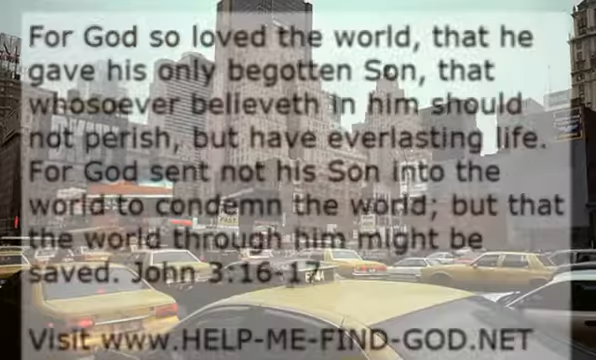 For God so loved the world, that he
gave his only begotten Son, that
whosoever believeth in him should
not perish, but have everlasting life.
For God sent not his Son into the
world to condemn the world; but that
the world through him might be
saved. John 3:16-17
Visit www.HELP-ME-FIND-GOD.NET